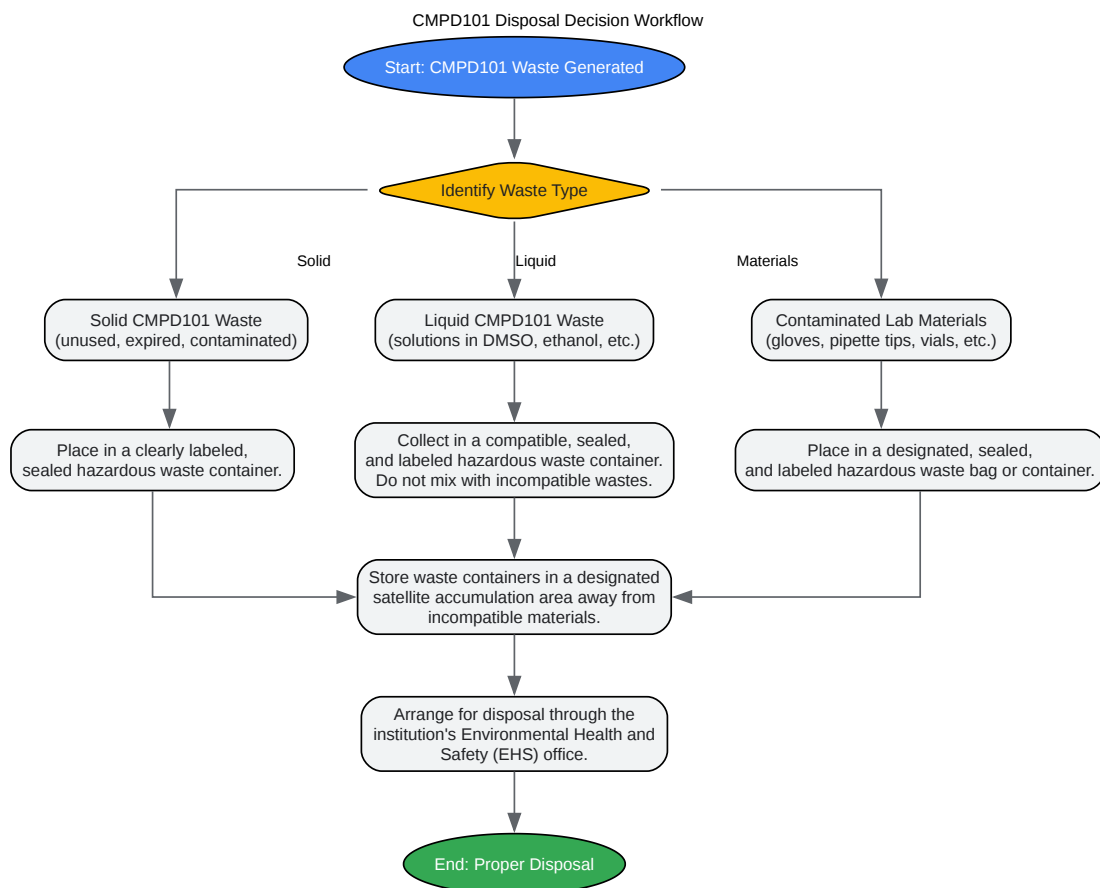 CMPD101 Disposal Decision Workflow
Start: CMPD101 Waste Generated
Identify Waste Type
Solid
Liquid
Materials
Solid CMPD101 Waste
(unused, expired, contaminated)
Liquid CMPD101 Waste
(solutions in DMSO, ethanol, etc.)
Contaminated Lab Materials
(gloves, pipette tips, vials, etc.)
Place in a clearly labeled,
sealed hazardous waste container.
Collect in a compatible, sealed,
and labeled hazardous waste container.
Do not mix with incompatible wastes.
Place in a designated, sealed,
and labeled hazardous waste bag or container.
Store waste containers in a designated
satellite accumulation area away from
incompatible materials.
Arrange for disposal through the
institution's Environmental Health and
Safety (EHS) office.
End: Proper Disposal